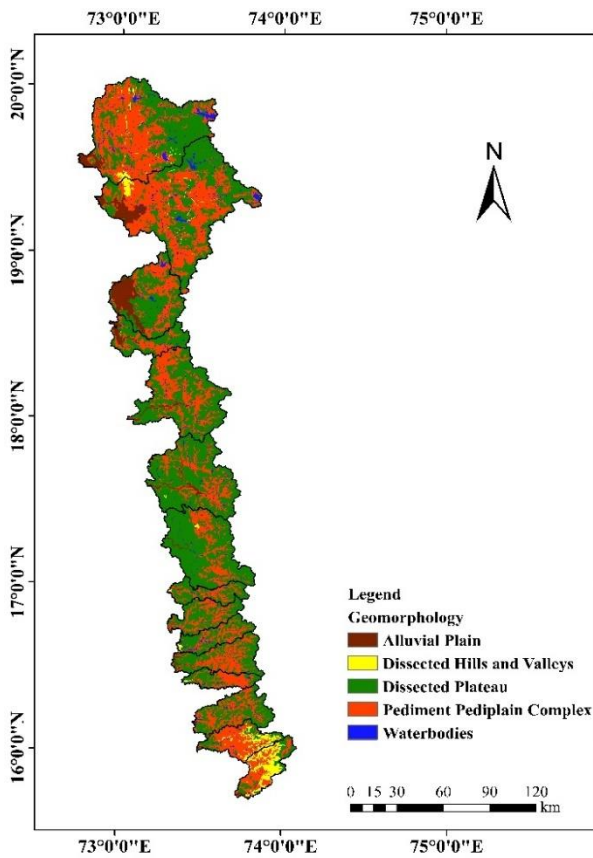 73°0'0"E 74°0'0"E 75°0'0"E
20°0'0"N
N
19°0'0"N
18°0'0"N
17°0'0"N
Legend
Geomorphology
Alluvial Plain
Dissected Hills and Valleys
Dissected Plateau
Pediment Pediplain Complex
Waterbodies
16°0'0"N
0 15 30 60 90 120
km
73°0'0"E 74°0'0"E 75°0'0"E